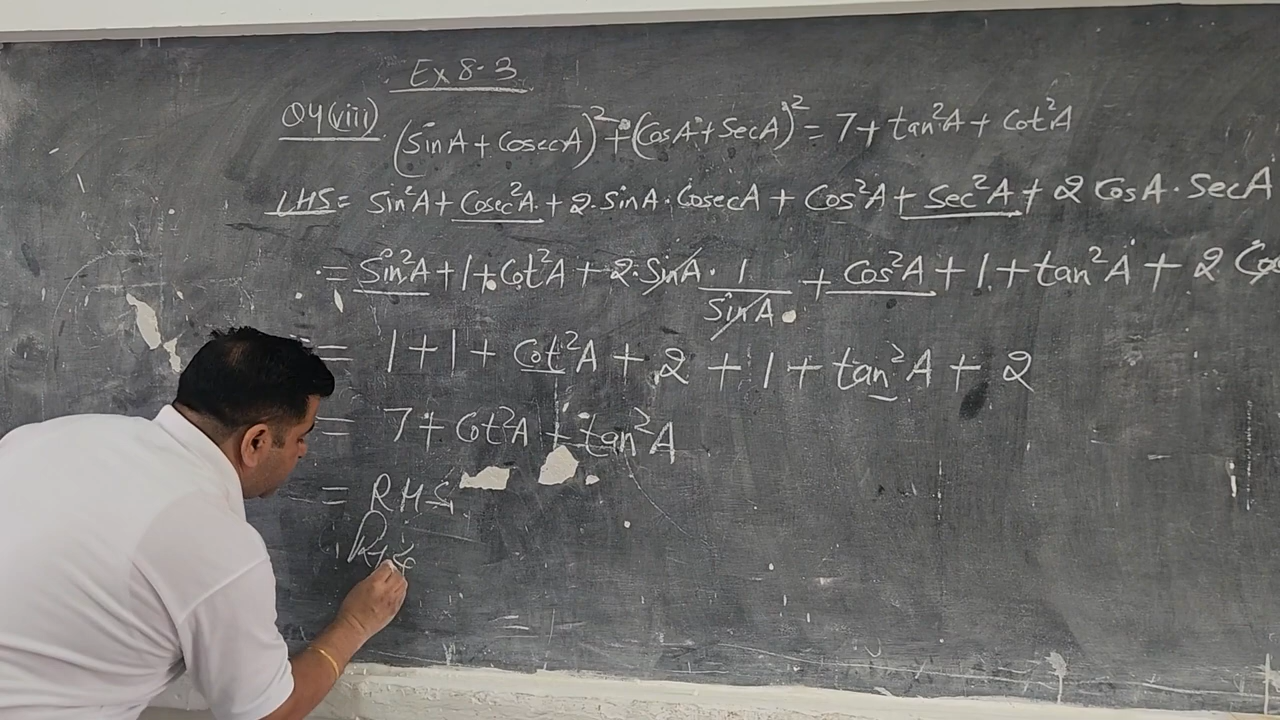 Ex 8.3
Q4(viii) (sinA + CosecA)² + (CosA + SecA)² = 7 + tan²A + Cot²A
LHS = Sin²A + Cosec²A + 2. SinA. CosecA + Cos²A + Sec²A + 2 CosA. SecA
= Sin²A + 1 + Cot²A + 2. SinA. 1/SinA + Cos²A + 1 + tan²A + 2
= 1 + 1 + Cot²A + 2 + 1 + tan²A + 2
= 7 + Cot²A + tan²A
= RHS